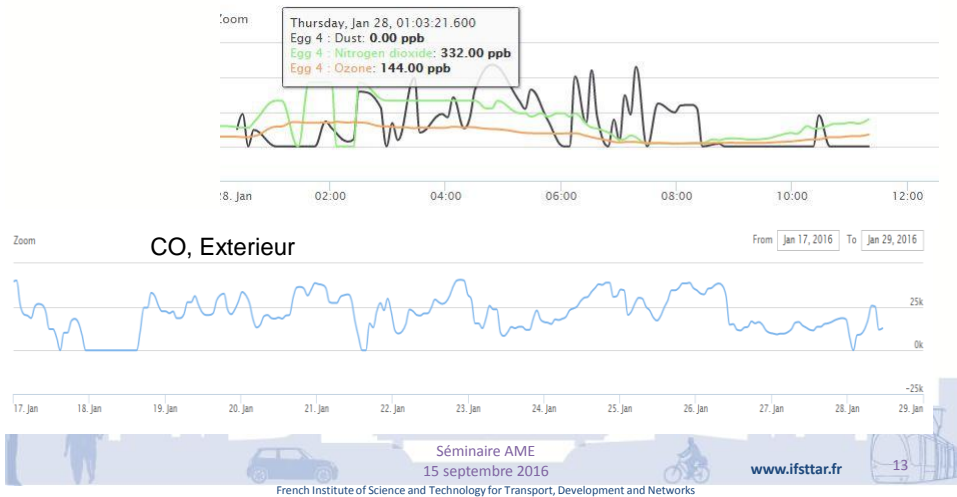 Zoom
Thursday, Jan 28, 01:03:21.600
Egg 4 : Dust: 0.00 ppb
Egg 4 : Nitrogen dioxide: 332.00 ppb
Egg 4 : Ozone: 144.00 ppb
28. Jan 02:00 04:00 06:00 08:00 10:00 12:00
Zoom CO, Exterieur From Jan 17, 2016 To Jan 29, 2016
25k
0k
-25k
17. Jan 18. Jan 19. Jan 20. Jan 21. Jan 22. Jan 23. Jan 24. Jan 25. Jan 26. Jan 27. Jan 28. Jan 29. Jan
Séminaire AME
15 septembre 2016 www.ifsttar.fr 13
French Institute of Science and Technology for Transport, Development and Networks